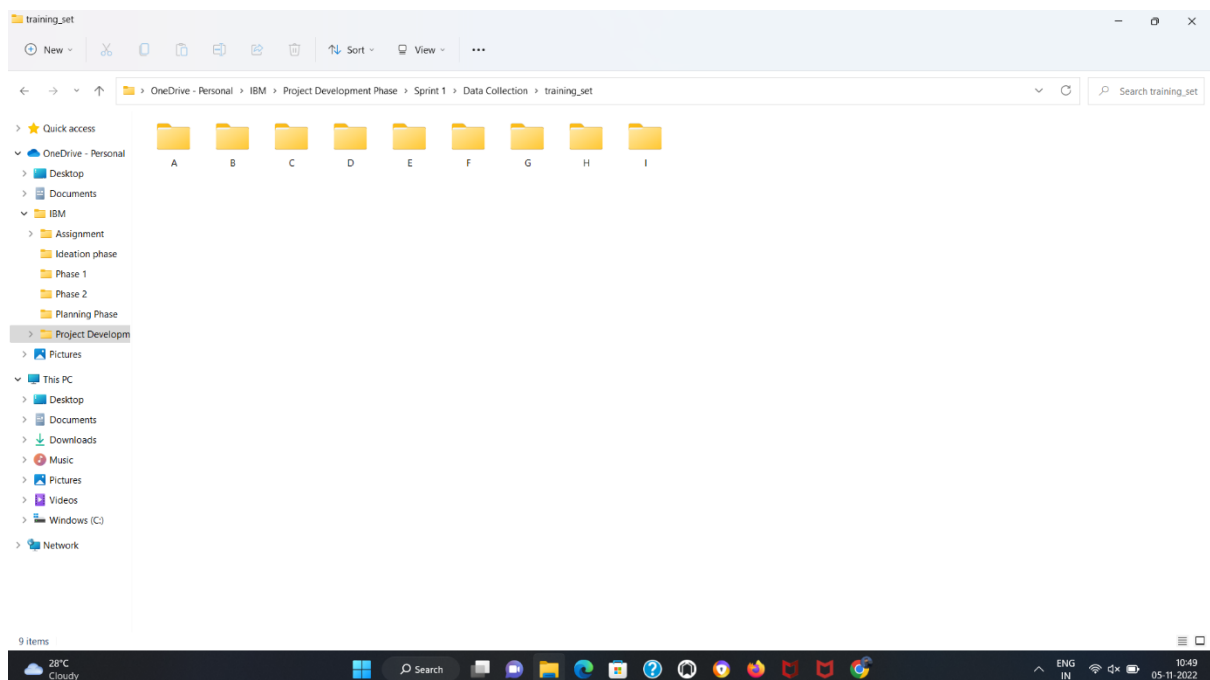 training_set
New Sort View
OneDrive - Personal > IBM > Project Development Phase > Sprint 1 > Data Collection > training_set
Search training_set
Quick access
OneDrive - Personal
Desktop
Documents
IBM
Assignment
Ideation phase
Phase 1
Phase 2
Planning Phase
Project Developm
Pictures
This PC
Desktop
Documents
Downloads
Music
Pictures
Videos
Windows (C:)
Network
A B C D E F G H I
9 items
28°C
Cloudy
Search
ENG
IN
10:49
05-11-2022